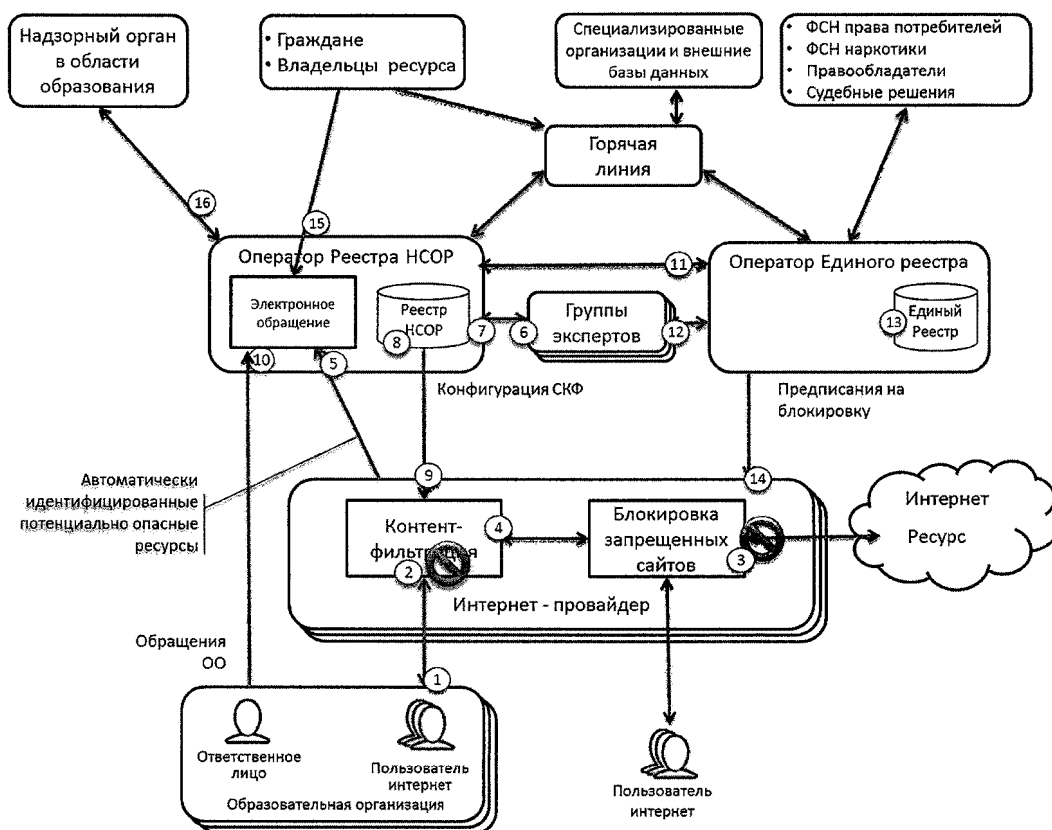 Надзорный орган
в области
образования
• Граждане
• Владельцы ресурса
Специализированные
организации и внешние
базы данных
• ФСН права потребителей
• ФСН наркотики
• Правообладатели
• Судебные решения
Горячая
линия
16
15
Оператор Реестра НСОР
11
Оператор Единого реестра
Электронное
обращение
Реестр
НСОР
8
7
6
Группы
экспертов
12
13
Единый
Реестр
10
5
Конфигурация СКФ
Предписания на
блокировку
Автоматически
идентифицированные
потенциально опасные
ресурсы
9
14
Контент-
фильтрация
4
2
Блокировка
запрещенных
сайтов
3
Интернет
Ресурс
Интернет - провайдер
Обращения
ОО
1
Ответственное
лицо
Пользователь
интернет
Образовательная организация
Пользователь
интернет